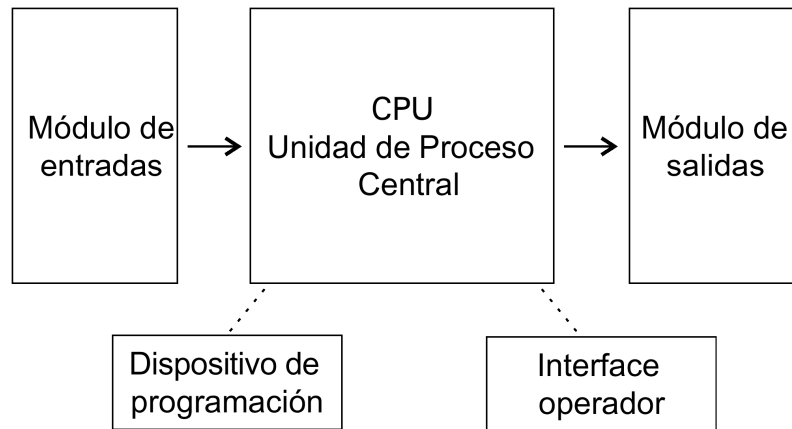 Módulo de
entradas
CPU
Unidad de Proceso
Central
Módulo de
salidas
Dispositivo de
programación
Interface
operador